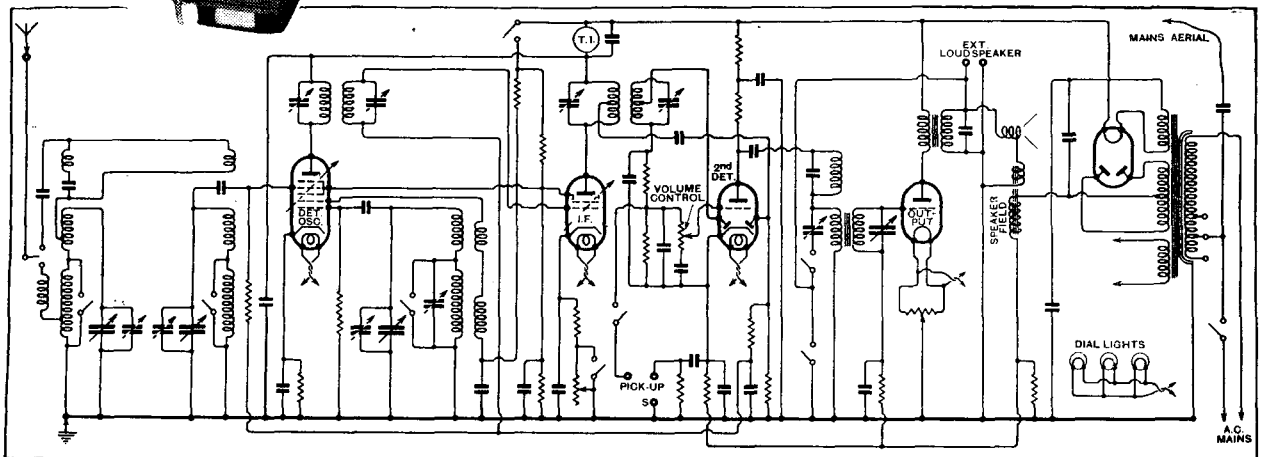 T.I.
MAINS AERIAL
EXT.
LOUDSPEAKER
2nd
DET.
DET.
OSC.
I.F.
VOLUME
CONTROL
OUT-
PUT
SPEAKER
FIELD
DIAL LIGHTS
PICK-UP
S
A.C.
MAINS